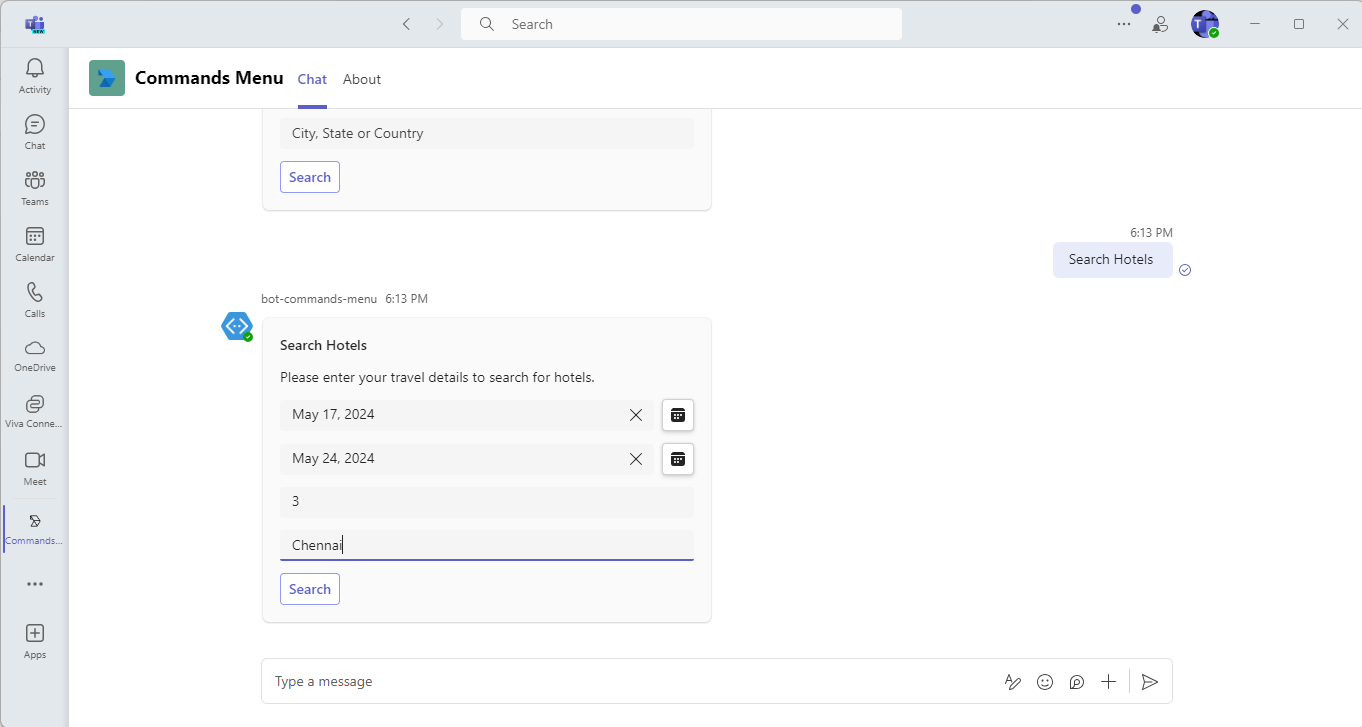 NEW
Search
Activity
Chat
Teams
Calendar
Calls
OneDrive
Viva Conne...
Meet
Commands...
Apps
Commands Menu Chat About
City, State or Country
Search
6:13 PM
Search Hotels
bot-commands-menu 6:13 PM
Search Hotels
Please enter your travel details to search for hotels.
May 17, 2024
May 24, 2024
3
Chennai
Search
Type a message